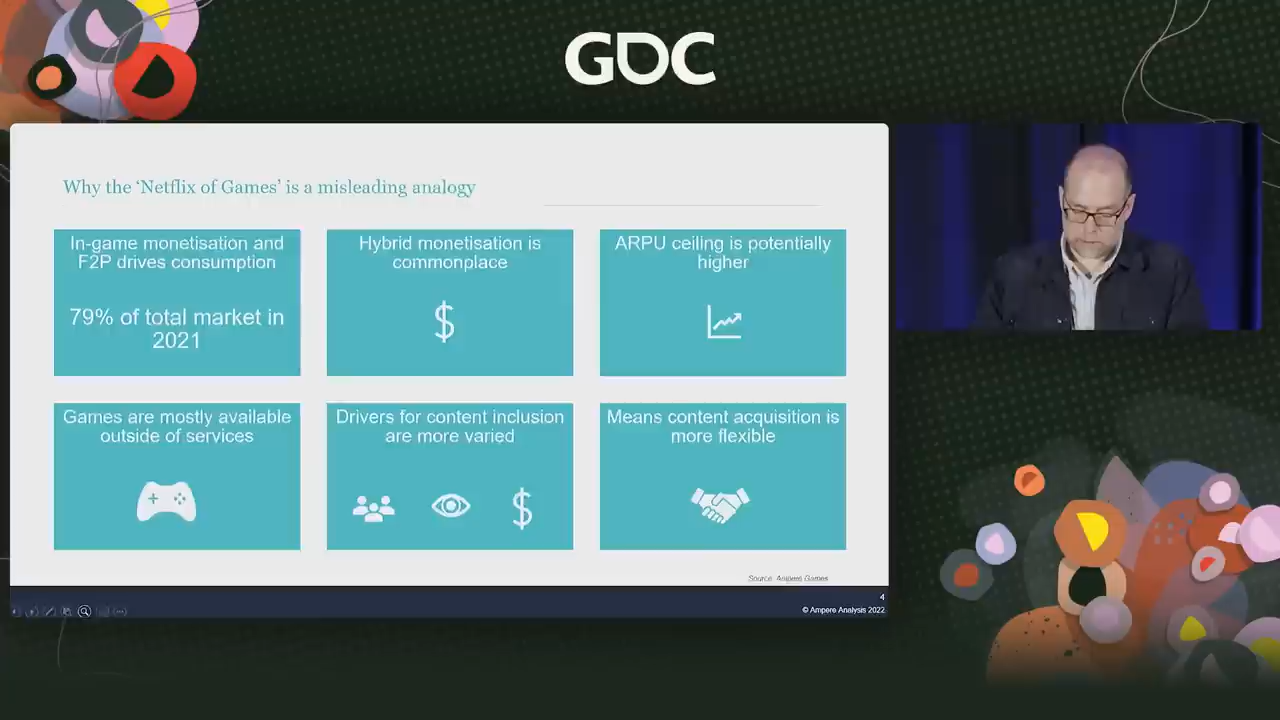 GDC
Why the ‘Netflix of Games’ is a misleading analogy
In-game monetisation and
F2P drives consumption
79% of total market in
2021
Hybrid monetisation is
commonplace
ARPU ceiling is potentially
higher
Games are mostly available
outside of services
Drivers for content inclusion
are more varied
Means content acquisition is
more flexible
Source: Ampere Games
4
© Ampere Analysis 2022